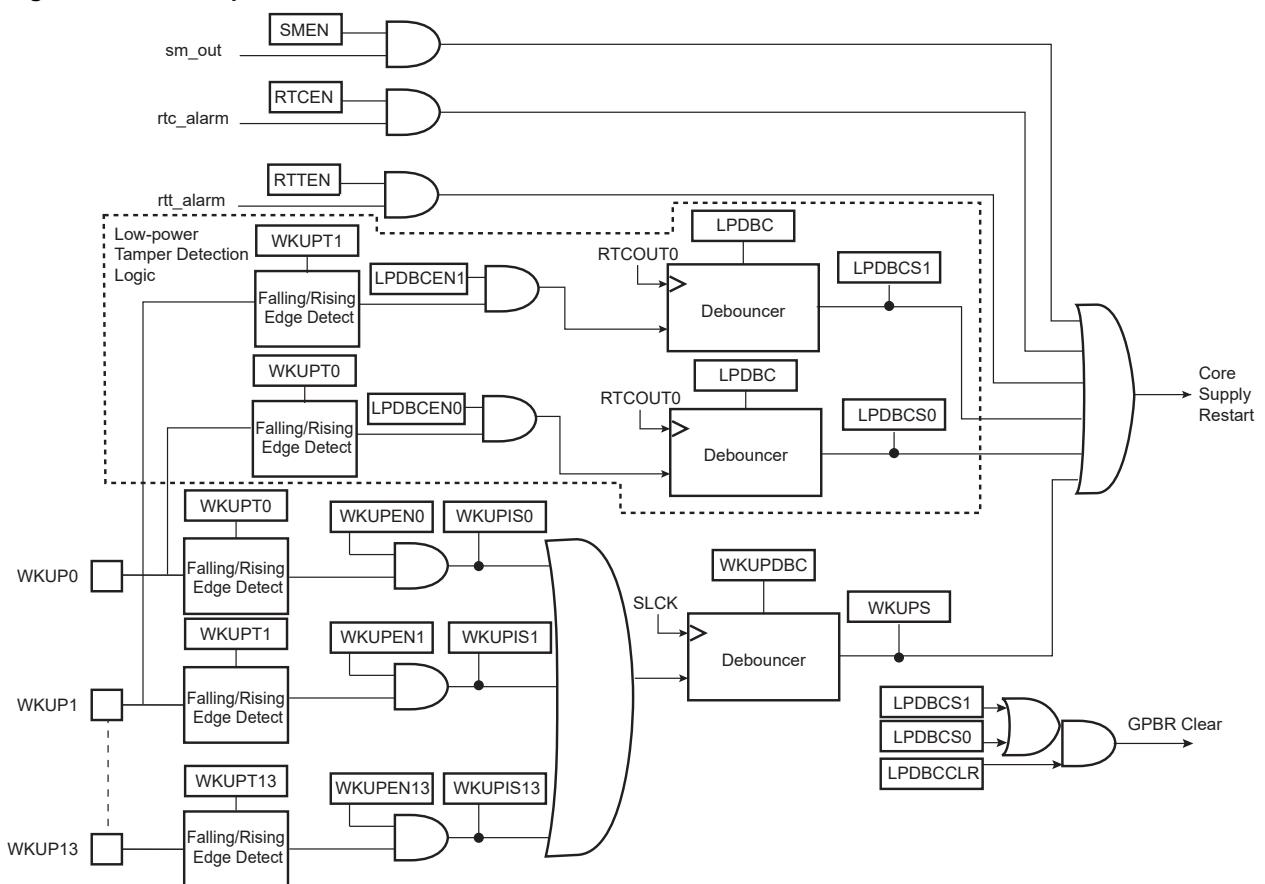 SMEN
sm_out
RTCEN
rtc_alarm
RTTEN
rtt_alarm
Low-power
Tamper Detection
Logic
WKUPT1
Falling/Rising
Edge Detect
LPDBCEN1
RTCOUT0
LPDBC
Debouncer
LPDBCS1
WKUPT0
Falling/Rising
Edge Detect
LPDBCEN0
RTCOUT0
LPDBC
Debouncer
LPDBCS0
Core
Supply
Restart
WKUP0
WKUPT0
Falling/Rising
Edge Detect
WKUPEN0
WKUPIS0
WKUP1
WKUPT1
Falling/Rising
Edge Detect
WKUPEN1
WKUPIS1
SLCK
WKUPDBC
Debouncer
WKUPS
WKUP13
WKUPT13
Falling/Rising
Edge Detect
WKUPEN13
WKUPIS13
LPDBCS1
LPDBCS0
LPDBCCLR
GPBR Clear